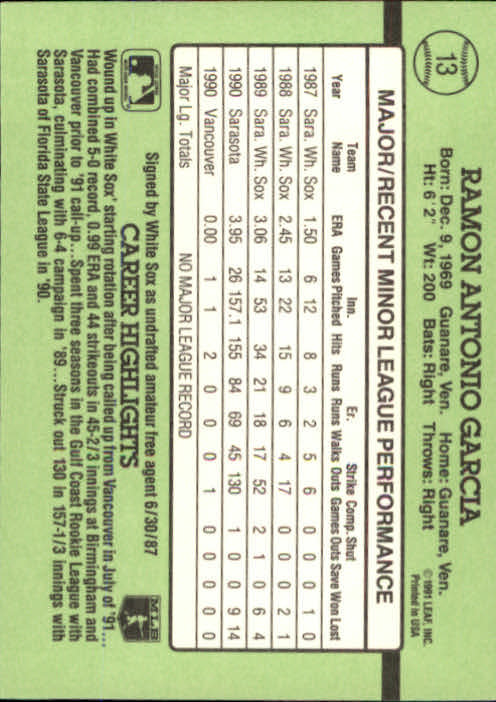 13
RAMON ANTONIO GARCIA
Born: Dec. 9, 1969 Guanare, Ven. Home: Guanare, Ven.
Ht: 6' 2" Wt: 200 Bats: Right Throws: Right
© 1991 LEAF, INC.
Printed in USA
MAJOR/RECENT MINOR LEAGUE PERFORMANCE
Team Inn. Er. Strike Comp. Shut
Year Name ERA Games Pitched Hits Runs Runs Walks Outs Games Outs Save Won Lost
1987 Sara. Wh. Sox 1.50 6 12 8 3 2 5 6 0 0 0 1 0
1988 Sara. Wh. Sox 2.45 13 22 15 9 6 4 17 0 0 0 2 1
1989 Sara. Wh. Sox 3.06 14 53 34 21 18 17 52 2 1 0 6 4
1990 Sarasota 3.95 26 157.1 155 84 69 45 130 1 0 0 9 14
1990 Vancouver 0.00 1 1 2 0 0 0 1 0 0 0 0 0
Major Lg. Totals NO MAJOR LEAGUE RECORD
Signed by White Sox as undrafted amateur free agent 6/30/87
CAREER HIGHLIGHTS
MLB
Wound up in White Sox' starting rotation after being called up from Vancouver in July of '91...
Had combined 5-0 record, 0.99 ERA and 44 strikeouts in 45-2/3 innings at Birmingham and
Vancouver prior to '91 call-up...Spent three seasons in the Gulf Coast Rookie League with
Sarasota, culminating with 6-4 campaign in '89...Struck out 130 in 157-1/3 innings with
Sarasota of Florida State League in '90.